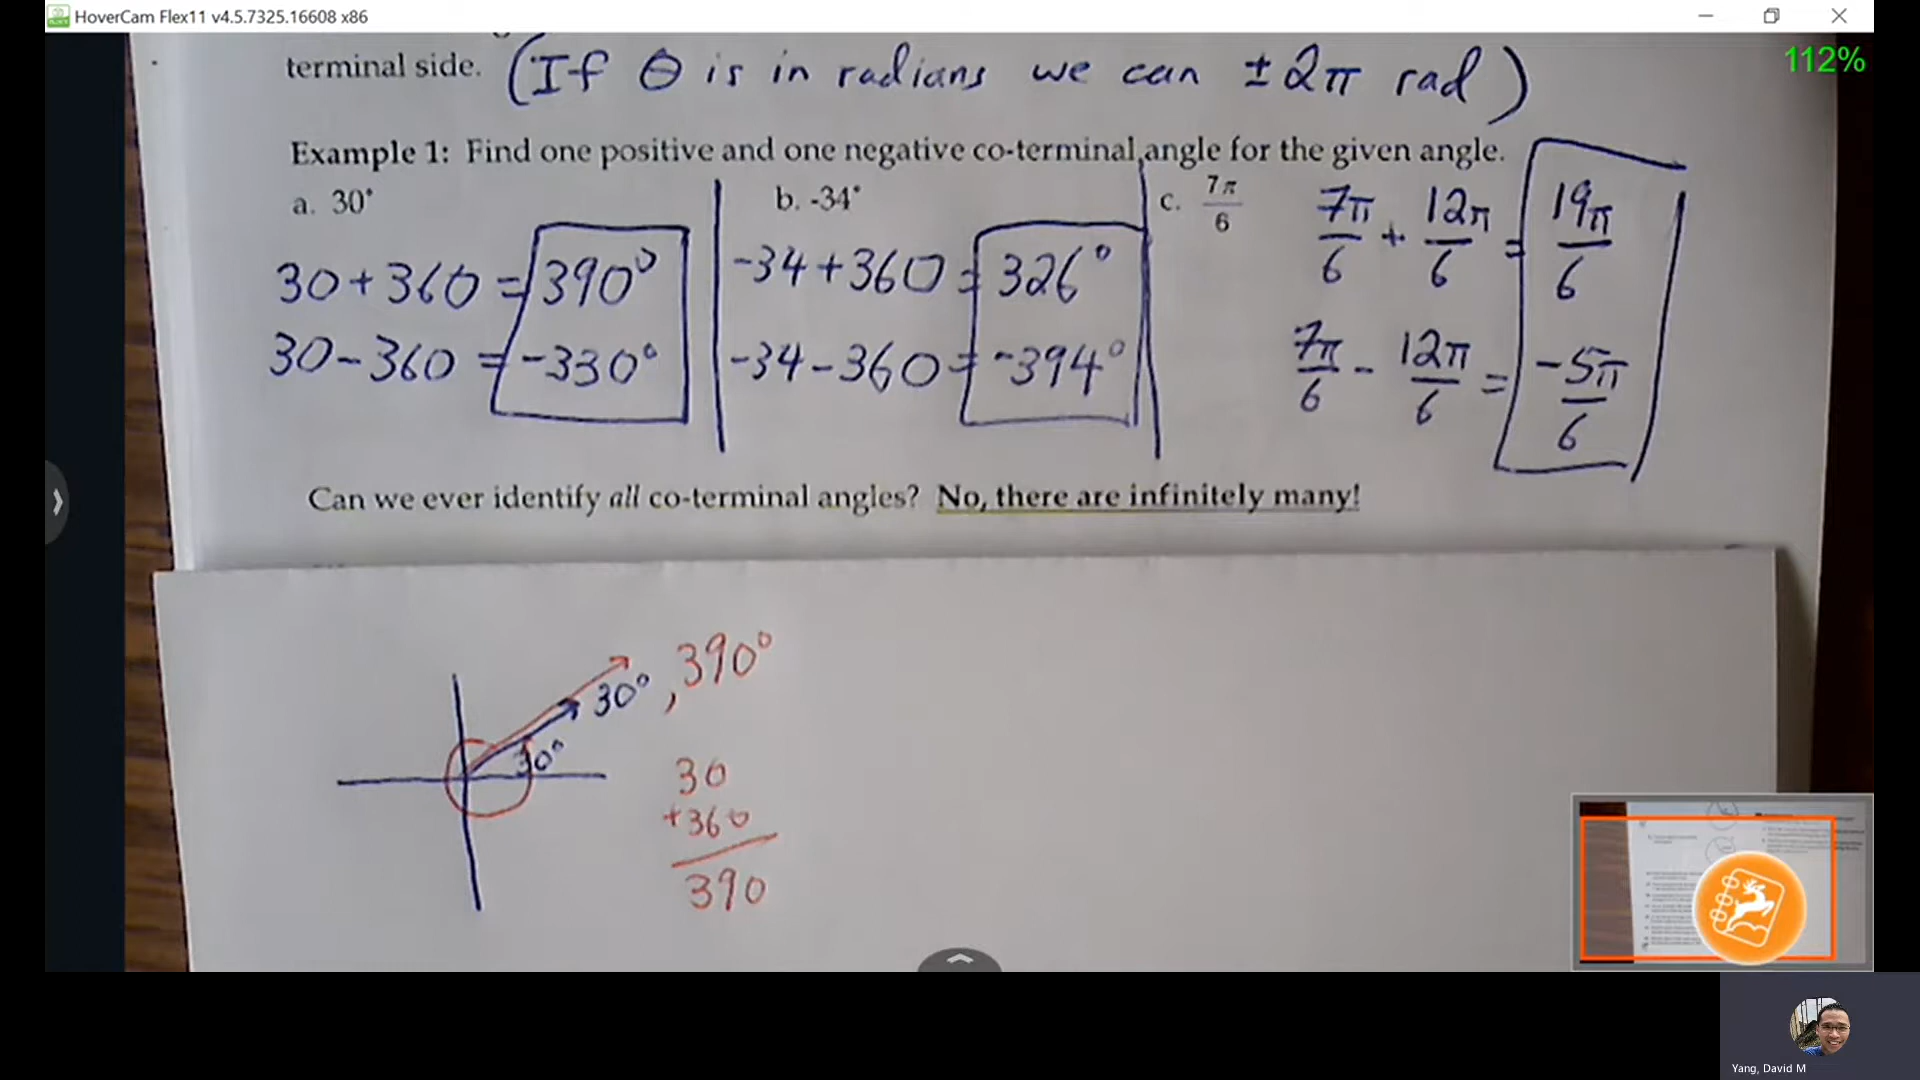 HoverCam Flex11 v4.5.7325.16608 x86
112%
terminal side. (If θ is in radians we can ±2π rad)
Example 1: Find one positive and one negative co-terminal angle for the given angle.
a. 30°
30+360 = 390°
30-360 = -330°
b. -34°
-34+360 = 326°
-34-360 = -394°
c. 7π/6
7π/6 + 12π/6 = 19π/6
7π/6 - 12π/6 = -5π/6
Can we ever identify all co-terminal angles? No, there are infinitely many!
30°, 390°
30°
30
+360
390
Yang, David M